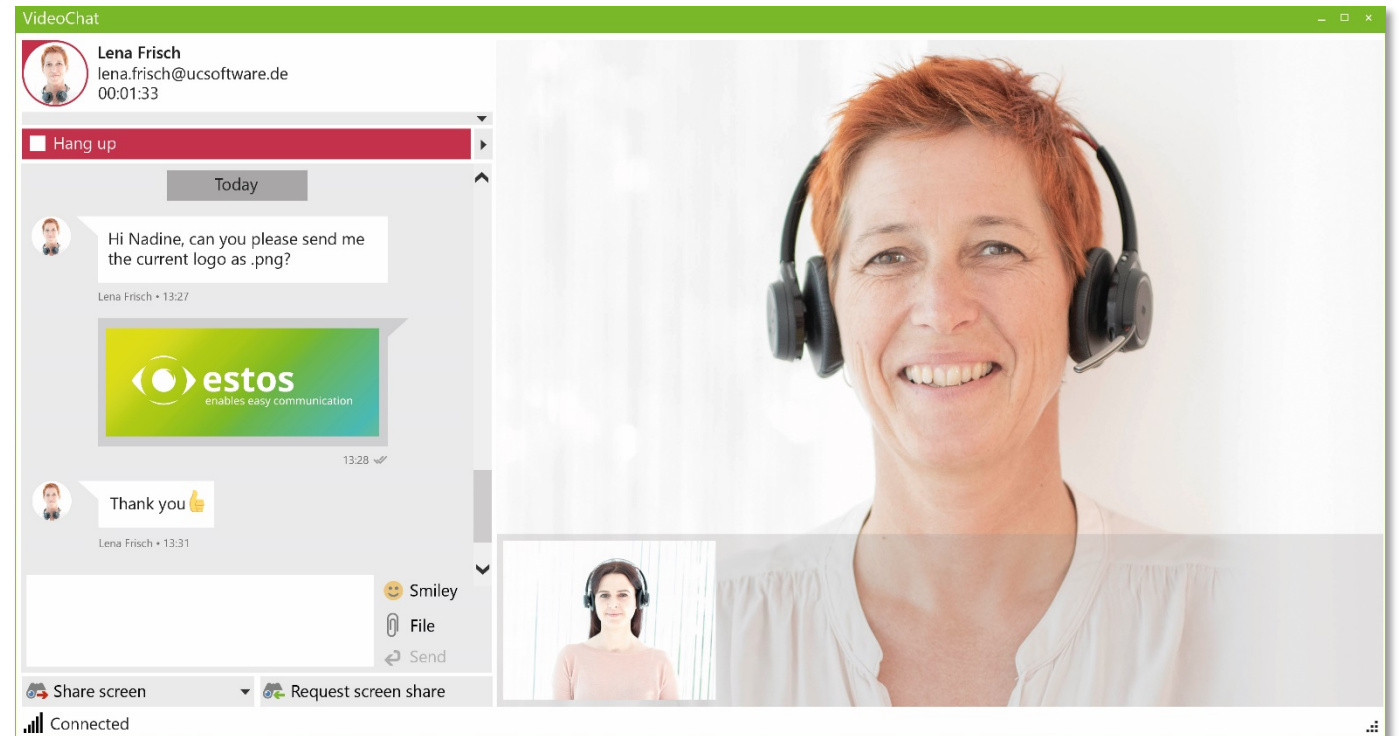 VideoChat
Lena Frisch
lena.frisch@ucsoftware.de
00:01:33
Hang up
Today
Hi Nadine, can you please send me
the current logo as .png?
Lena Frisch • 13:27
estos
enables easy communication
13:28
Thank you👍
Lena Frisch • 13:31
Smiley
File
Send
Share screen
Request screen share
Connected